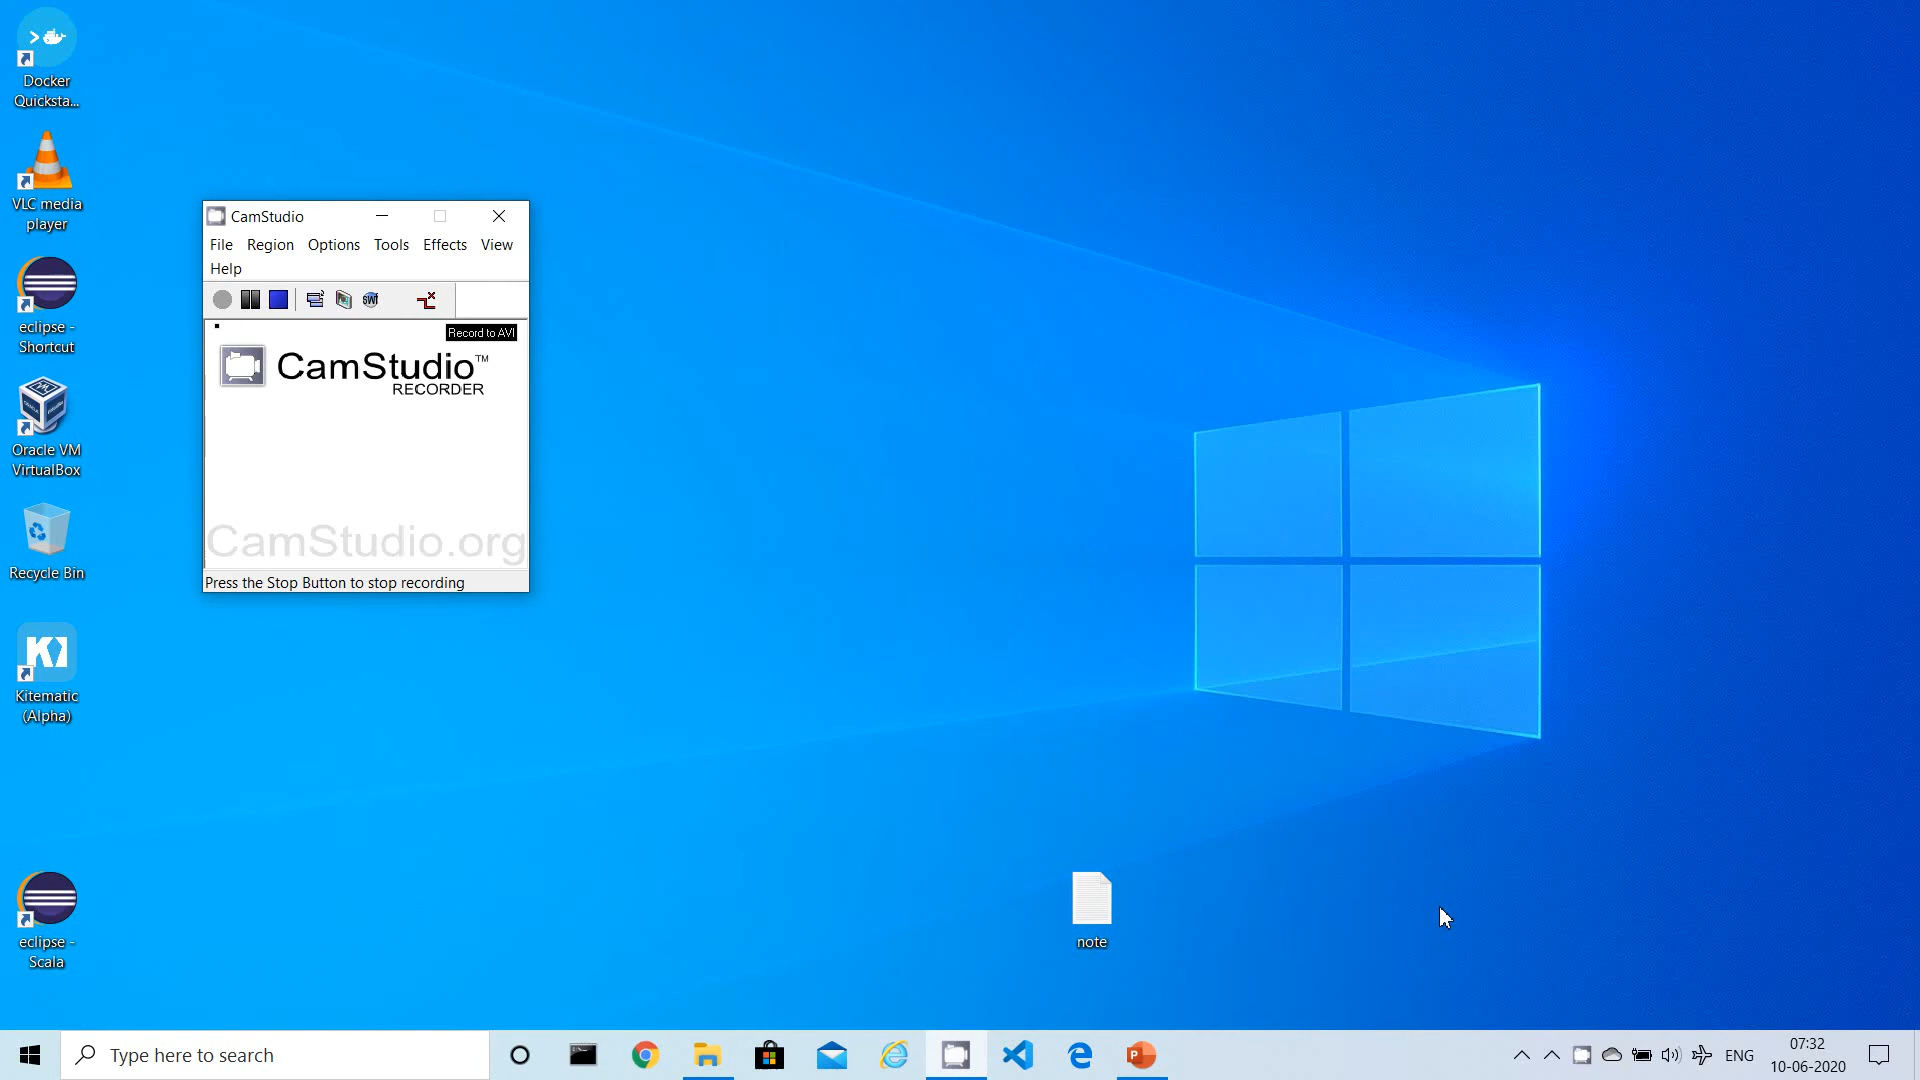 Docker
Quicksta...
VLC media
player
eclipse -
Shortcut
Oracle VM
VirtualBox
Recycle Bin
Kitematic
(Alpha)
eclipse -
Scala
CamStudio
File Region Options Tools Effects View
Help
Record to AVI
CamStudio™
RECORDER
CamStudio.org
Press the Stop Button to stop recording
note
Type here to search
ENG
07:32
10-06-2020